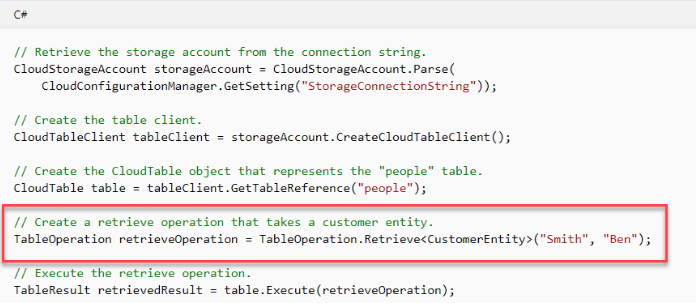 C#
// Retrieve the storage account from the connection string.
CloudStorageAccount storageAccount = CloudStorageAccount.Parse(
    CloudConfigurationManager.GetSetting("StorageConnectionString"));
// Create the table client.
CloudTableClient tableClient = storageAccount.CreateCloudTableClient();
// Create the CloudTable object that represents the "people" table.
CloudTable table = tableClient.GetTableReference("people");
// Create a retrieve operation that takes a customer entity.
TableOperation retrieveOperation = TableOperation.Retrieve<CustomerEntity>("Smith", "Ben");
// Execute the retrieve operation.
TableResult retrievedResult = table.Execute(retrieveOperation);